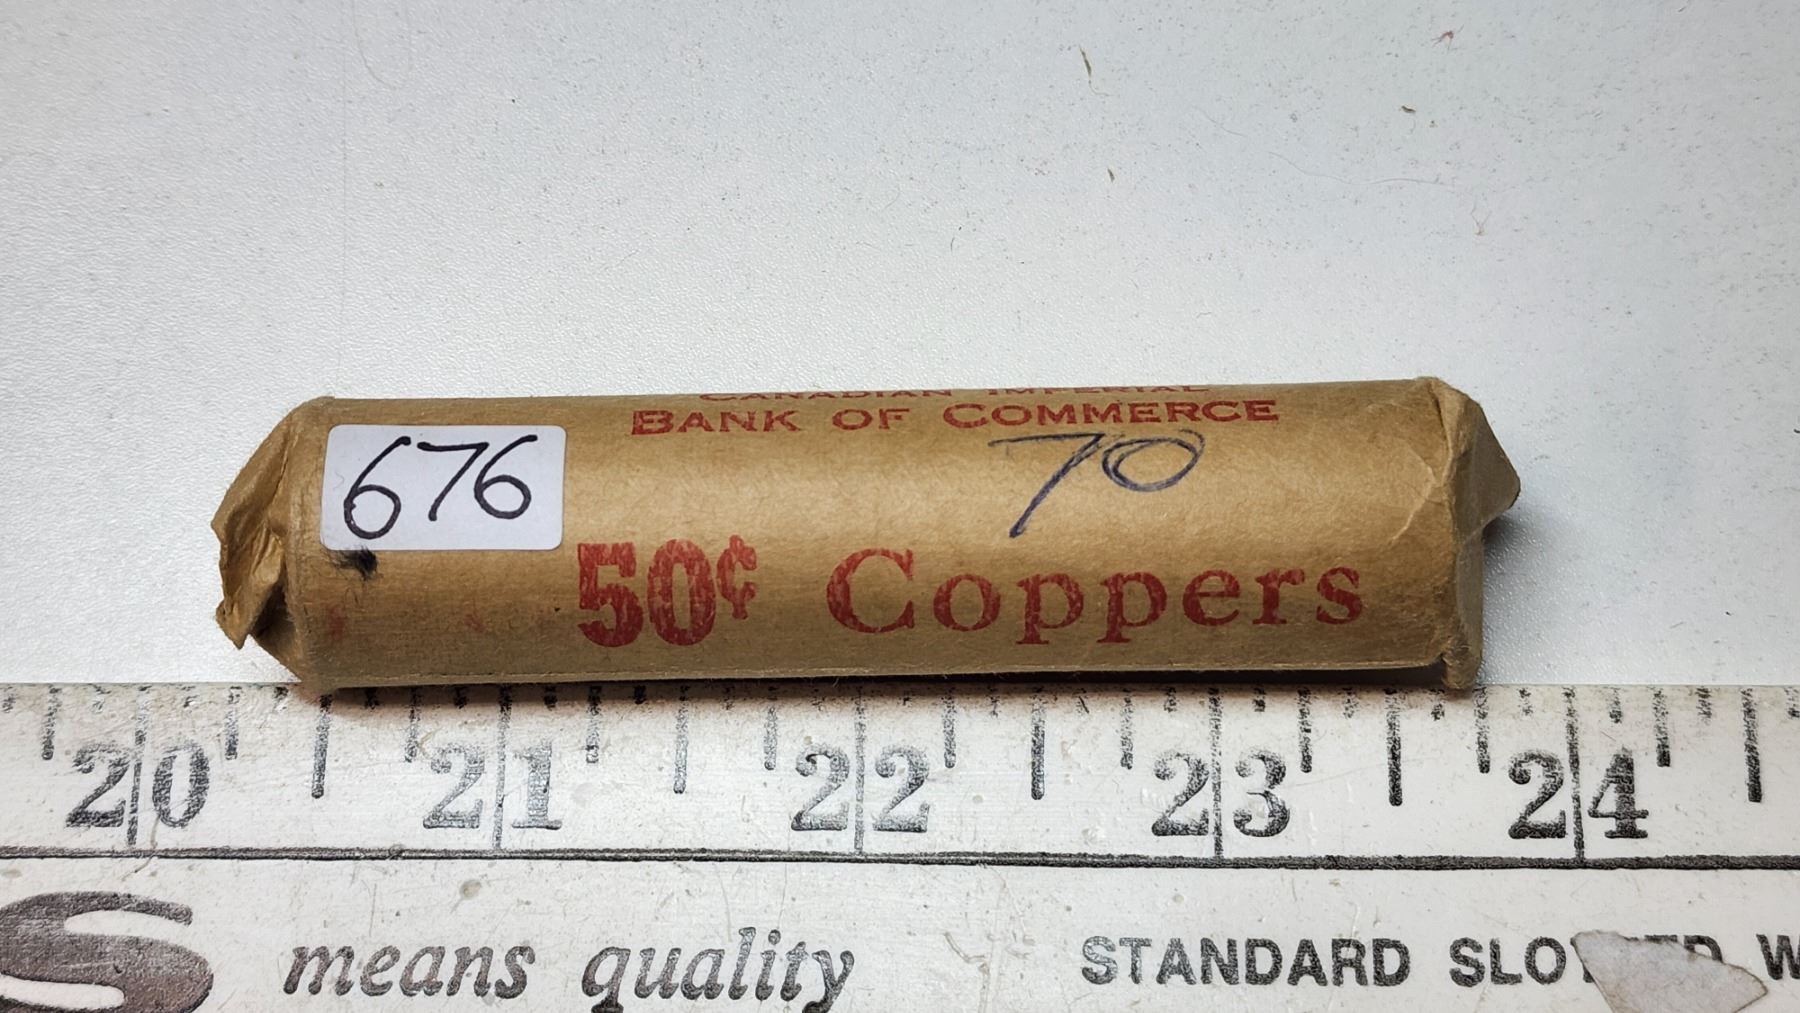 CANADIAN IMPERIAL
BANK OF COMMERCE
676
70
50¢ Coppers
20 21 22 23 24
S means quality STANDARD